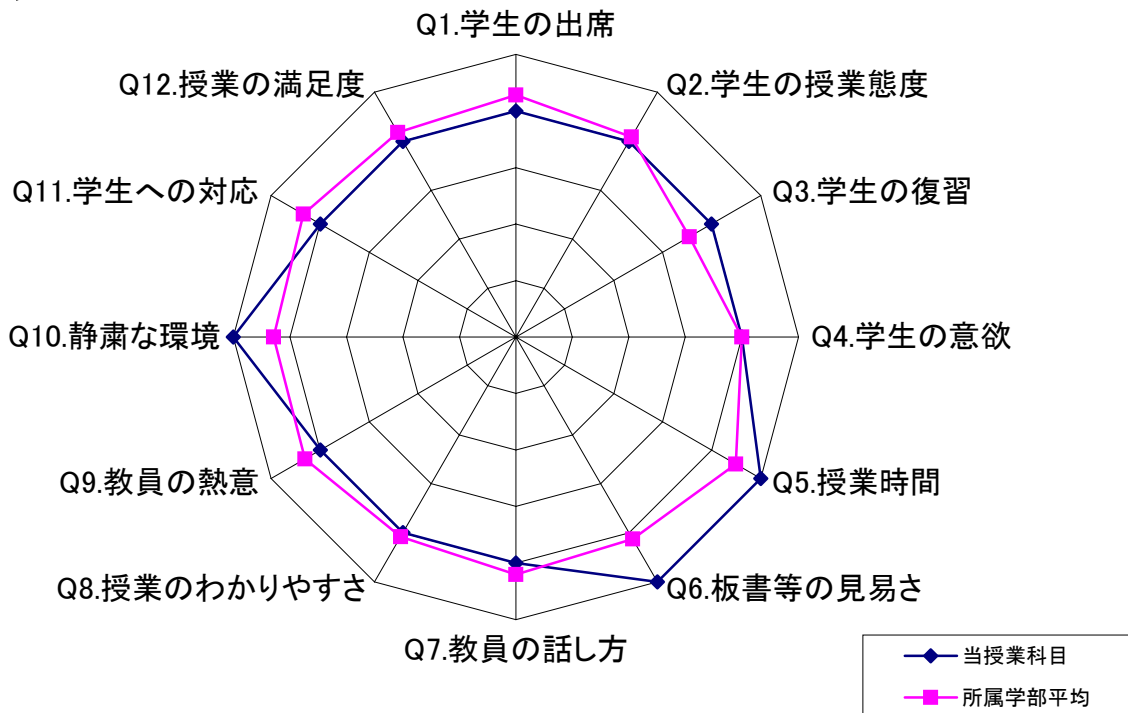 Q1.学生の出席
Q2.学生の授業態度
Q3.学生の復習
Q4.学生の意欲
Q5.授業時間
Q6.板書等の見易さ
Q7.教員の話し方
Q8.授業のわかりやすさ
Q9.教員の熱意
Q10.静粛な環境
Q11.学生への対応
Q12.授業の満足度
当授業科目
所属学部平均